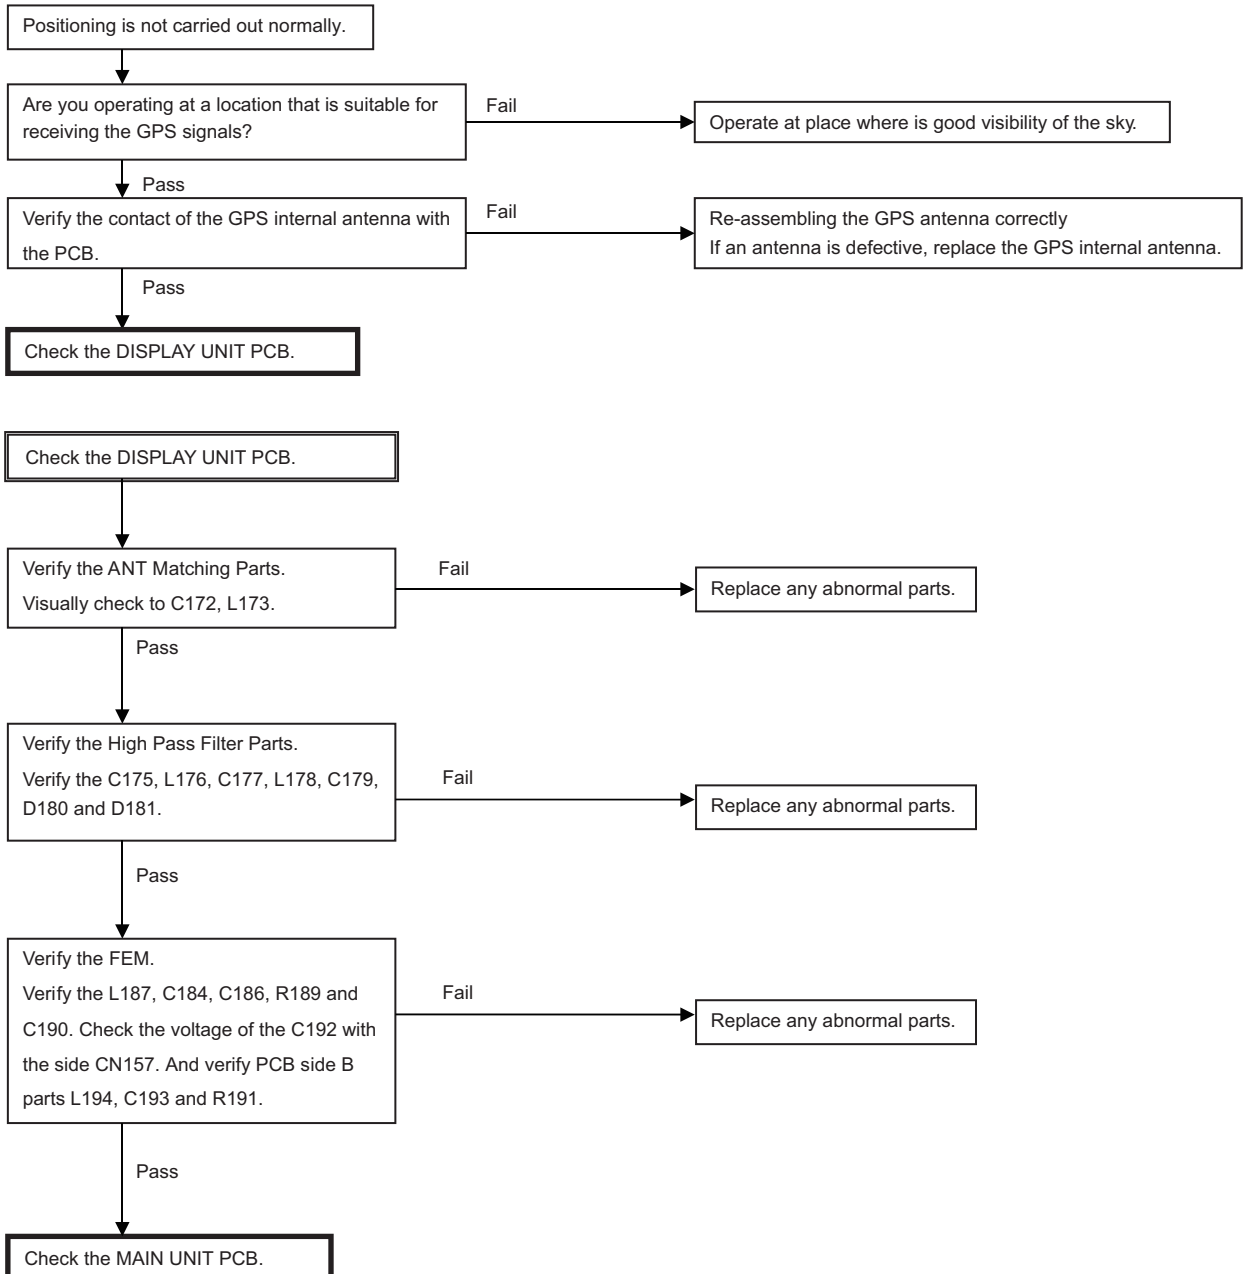 Positioning is not carried out normally.
Are you operating at a location that is suitable for
receiving the GPS signals?
Fail
Operate at place where is good visibility of the sky.
Pass
Verify the contact of the GPS internal antenna with
the PCB.
Fail
Re-assembling the GPS antenna correctly
If an antenna is defective, replace the GPS internal antenna.
Pass
Check the DISPLAY UNIT PCB.
Check the DISPLAY UNIT PCB.
Verify the ANT Matching Parts.
Visually check to C172, L173.
Fail
Replace any abnormal parts.
Pass
Verify the High Pass Filter Parts.
Verify the C175, L176, C177, L178, C179,
D180 and D181.
Fail
Replace any abnormal parts.
Pass
Verify the FEM.
Verify the L187, C184, C186, R189 and
C190. Check the voltage of the C192 with
the side CN157. And verify PCB side B
parts L194, C193 and R191.
Fail
Replace any abnormal parts.
Pass
Check the MAIN UNIT PCB.